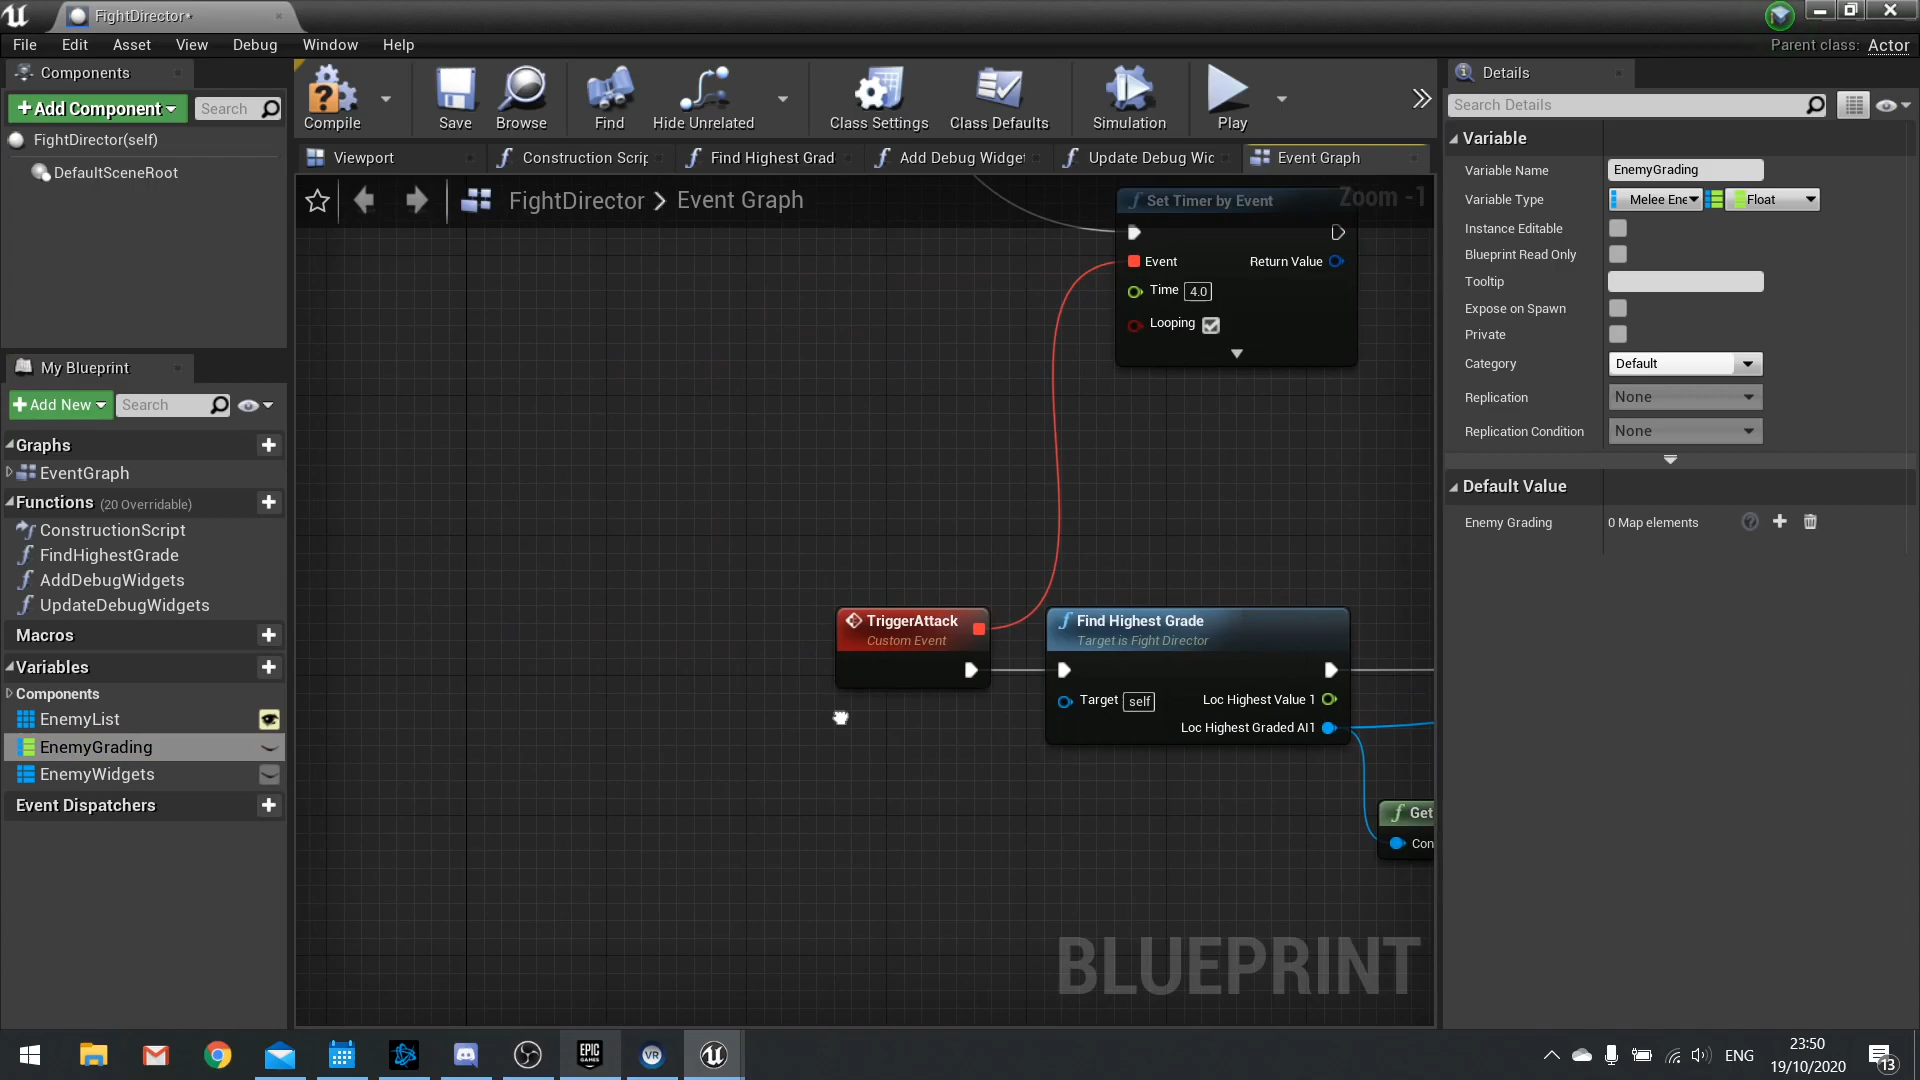 FightDirector*
File Edit Asset View Debug Window Help
Parent class: Actor
Components
+Add Component
Search
FightDirector(self)
DefaultSceneRoot
Compile
Save
Browse
Find
Hide Unrelated
Class Settings
Class Defaults
Simulation
Play
Viewport
Construction Scrip
Find Highest Grad
Add Debug Widge
Update Debug Wic
Event Graph
FightDirector > Event Graph
Zoom -1
My Blueprint
+Add New
Search
Graphs
EventGraph
Functions (20 Overridable)
ConstructionScript
FindHighestGrade
AddDebugWidgets
UpdateDebugWidgets
Macros
Variables
Components
EnemyList
EnemyGrading
EnemyWidgets
Event Dispatchers
Set Timer by Event
Event
Return Value
Time 4.0
Looping
TriggerAttack
Custom Event
Find Highest Grade
Target is Fight Director
Target self
Loc Highest Value 1
Loc Highest Graded AI1
Get
Con
BLUEPRINT
Details
Search Details
Variable
Variable Name EnemyGrading
Variable Type Melee Ene Float
Instance Editable
Blueprint Read Only
Tooltip
Expose on Spawn
Private
Category Default
Replication None
Replication Condition None
Default Value
Enemy Grading 0 Map elements
EPIC
GAMES
VR
ENG
23:50
19/10/2020
13